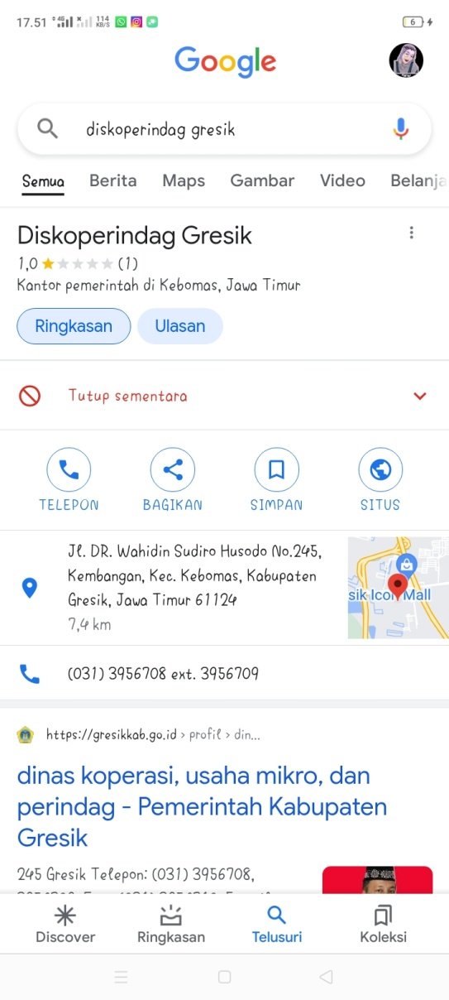 17.51 4G 114 KB/S 6
Google
diskoperindag gresik
Semua Berita Maps Gambar Video Belanja
Diskoperindag Gresik
1,0 (1)
Kantor pemerintah di Kebomas, Jawa Timur
Ringkasan Ulasan
Tutup sementara
TELEPON BAGIKAN SIMPAN SITUS
Jl. DR. Wahidin Sudiro Husodo No.245,
Kembangan, Kec. Kebomas, Kabupaten
Gresik, Jawa Timur 61124
7,4 km
sik Icon Mall
(031) 3956708 ext. 3956709
https://gresikkab.go.id › profil › din...
dinas koperasi, usaha mikro, dan
perindag - Pemerintah Kabupaten
Gresik
245 Gresik Telepon: (031) 3956708,
Discover Ringkasan Telusuri Koleksi